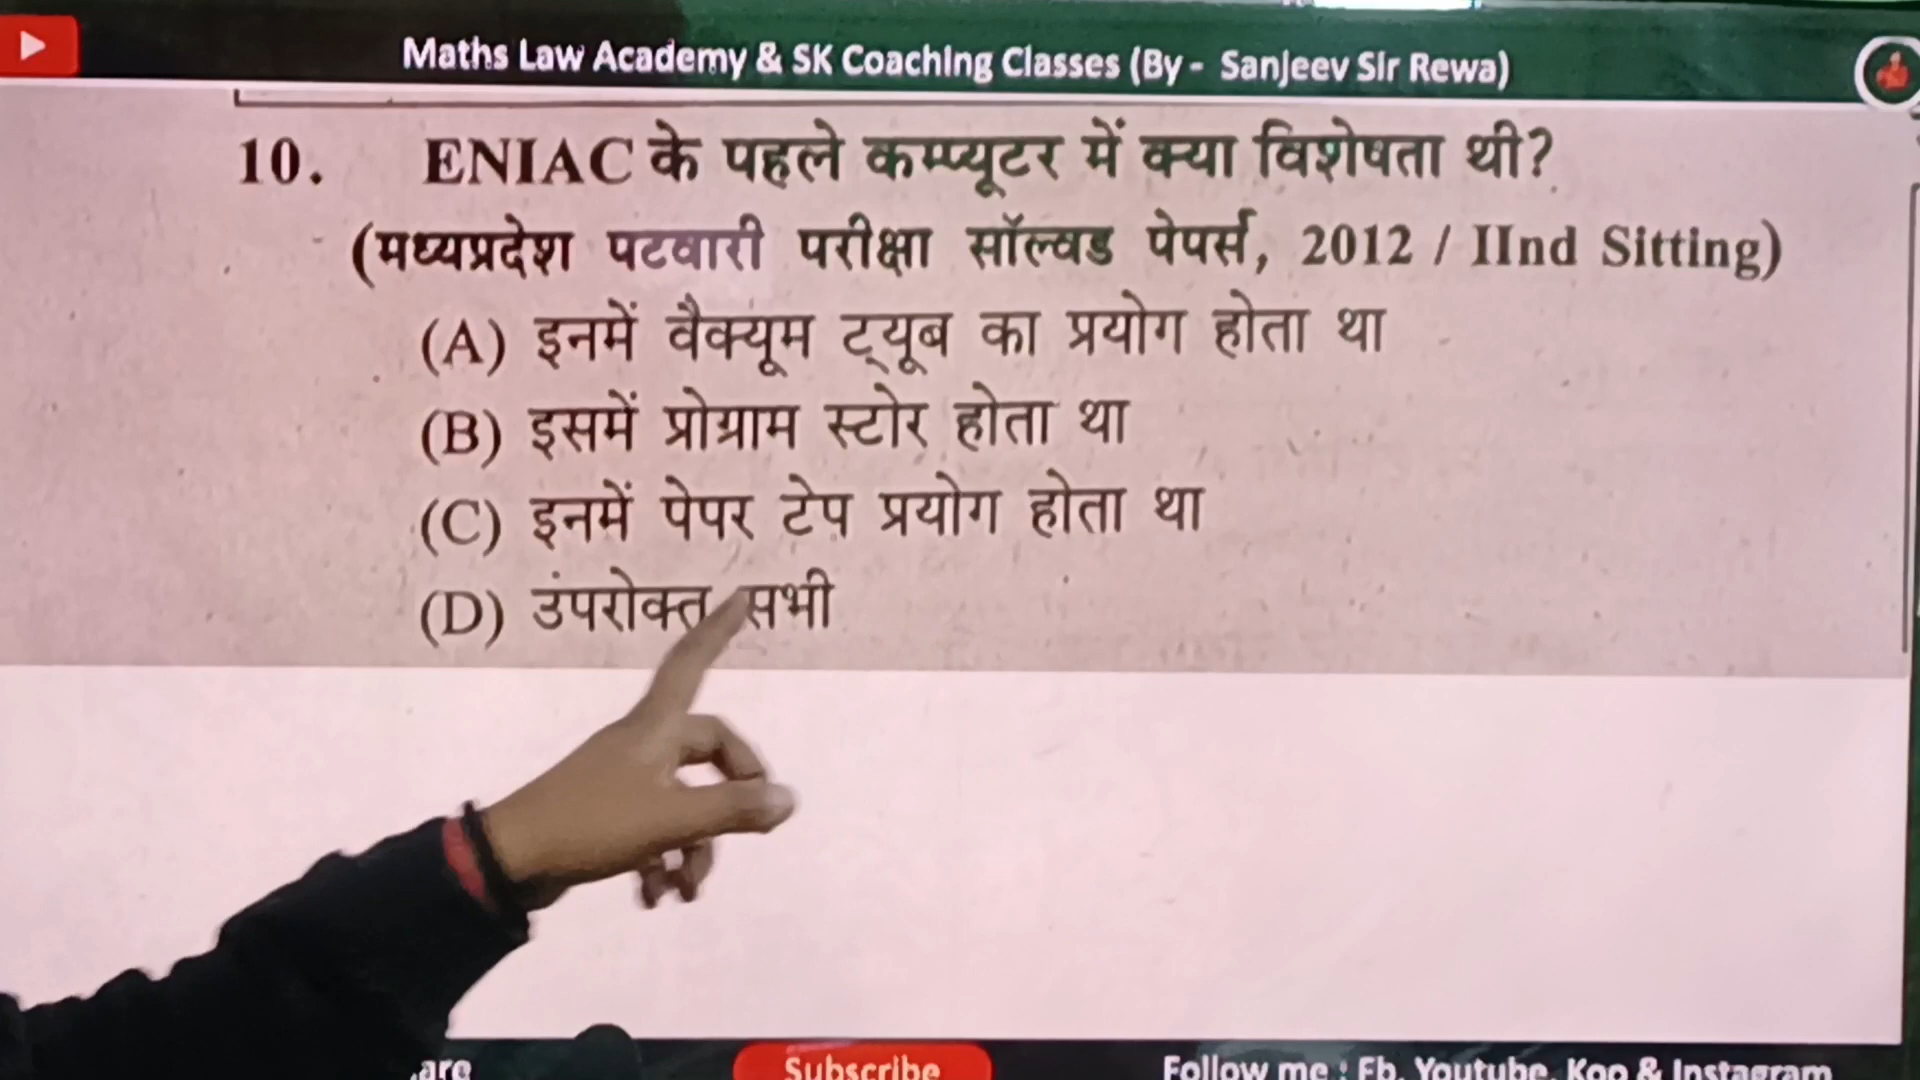 Maths Law Academy & SK Coaching Classes (By - Sanjeev Sir Rewa)
10. ENIAC के पहले कम्प्यूटर में क्या विशेषता थी?
(मध्यप्रदेश पटवारी परीक्षा सॉल्वड पेपर्स, 2012 / IInd Sitting)
(A) इनमें वैक्यूम ट्यूब का प्रयोग होता था
(B) इसमें प्रोग्राम स्टोर होता था
(C) इनमें पेपर टेप प्रयोग होता था
(D) उंपरोक्त सभी
Subscribe Follow me : Fb, Youtube, Koo & Instagram